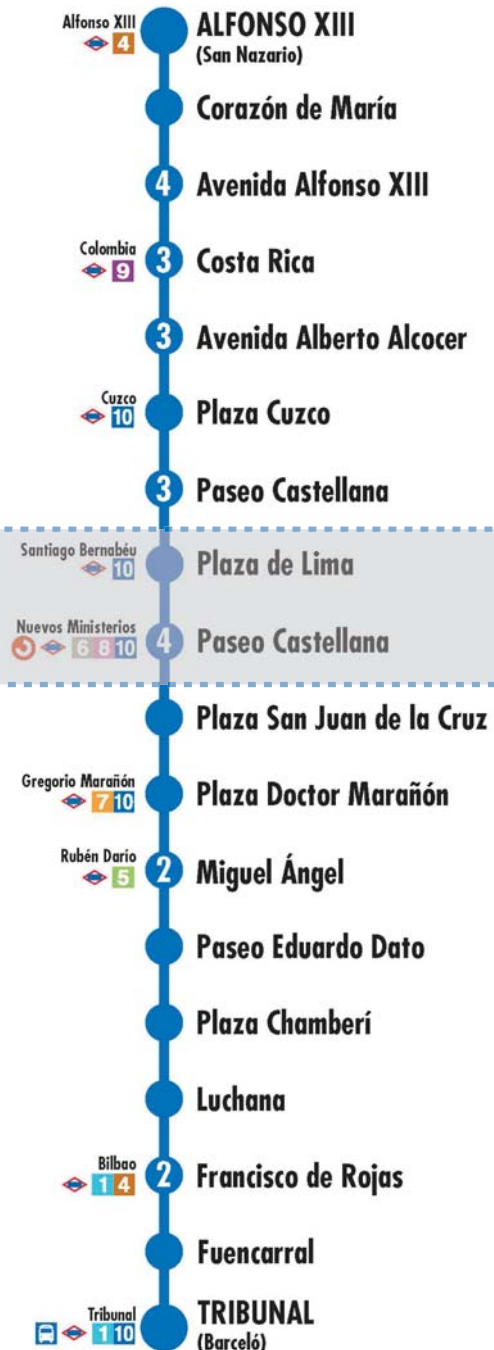 Alfonso XIII
4
ALFONSO XIII
(San Nazario)
Corazón de María
4 Avenida Alfonso XIII
Colombia
9
3 Costa Rica
3 Avenida Alberto Alcocer
Cuzco
10
Plaza Cuzco
3 Paseo Castellana
Santiago Bernabéu
10
Plaza de Lima
Nuevos Ministerios
6 8 10
4 Paseo Castellana
Plaza San Juan de la Cruz
Gregorio Marañón
7 10
Plaza Doctor Marañón
Rubén Darío
5
2 Miguel Ángel
Paseo Eduardo Dato
Plaza Chamberí
Luchana
Bilbao
1 4
2 Francisco de Rojas
Fuencarral
Tribunal
1 10
TRIBUNAL
(Barceló)